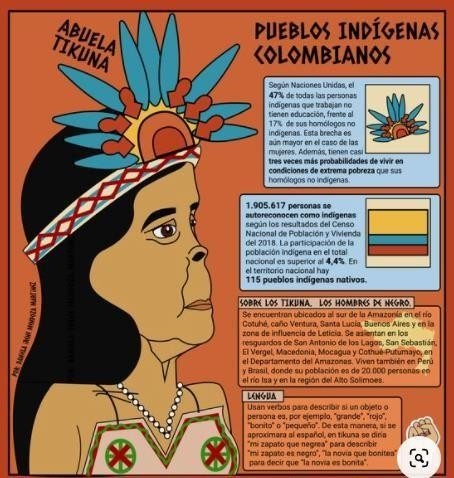 ABUELA
TIKUNA
PUEBLOS INDÍGENAS
COLOMBIANOS
Según Naciones Unidas, el
47% de todas las personas
indígenas que trabajan no
tienen educación, frente al
17% de sus homólogos no
indígenas. Esta brecha es
aún mayor en el caso de las
mujeres. Además, tienen casi
tres veces más probabilidades de vivir en
condiciones de extrema pobreza que sus
homólogos no indígenas.
1.905.617 personas se
autoreconocen como indígenas
según los resultados del Censo
Nacional de Población y Vivienda
del 2018. La participación de la
población indígena en el total
nacional es superior al 4,4%. En
el territorio nacional hay
115 pueblos indígenas nativos.
SOBRE LOS TIKUNA, LOS HOMBRES DE NEGRO.
Se encuentran ubicados al sur de la Amazonía en el río
Cotuhé, caño Ventura, Santa Lucía, Buenos Aires y en la
zona de influencia de Leticia. Se asientan en los
resguardos de San Antonio de los Lagos, San Sebastián,
El Vergel, Macedonia, Mocagua y Cothué-Putumayo, en
el Departamento del Amazonas. Viven también en Perú
y Brasil, donde su población es de 20.000 personas en
el río Isa y en la región del Alto Solimoes.
LENGUA
Usan verbos para describir si un objeto o
persona es, por ejemplo, "grande", "rojo",
"bonito" o "pequeño". De esta manera, si se
aproximara al español, en tikuna se diría
"mi zapato que negrea" para describir
"mi zapato es negro", "la novia que bonitea"
para decir que "la novia es bonita".